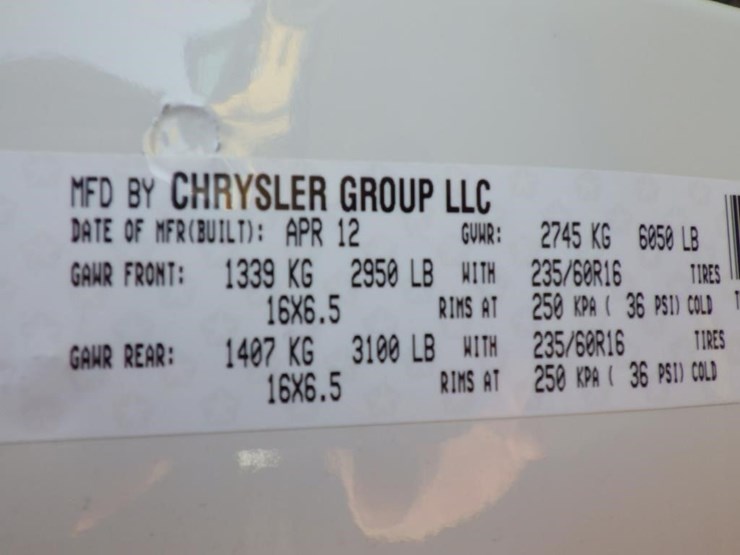 MFD BY CHRYSLER GROUP LLC
DATE OF MFR(BUILT): APR 12 GVWR: 2745 KG 6050 LB
GAWR FRONT: 1339 KG 2950 LB WITH 235/60R16 TIRES
16X6.5 RIMS AT 250 KPA ( 36 PSI) COLD
GAWR REAR: 1407 KG 3100 LB WITH 235/60R16 TIRES
16X6.5 RIMS AT 250 KPA ( 36 PSI) COLD